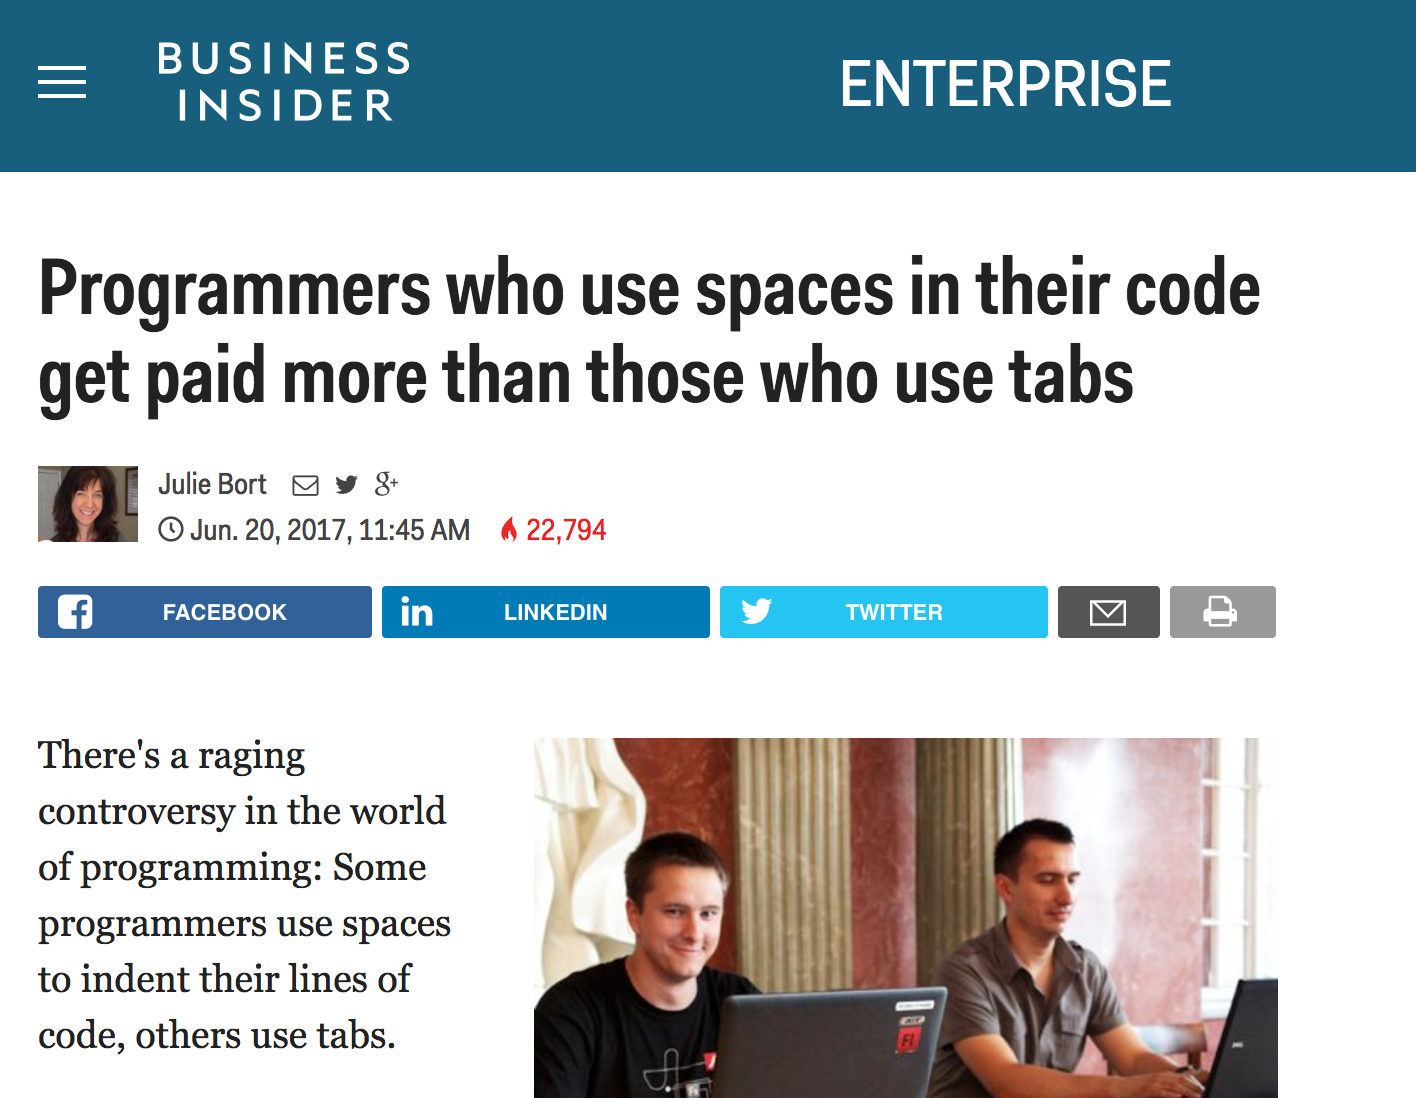 BUSINESS
INSIDER
ENTERPRISE
Programmers who use spaces in their code
get paid more than those who use tabs
Julie Bort
Jun. 20, 2017, 11:45 AM 22,794
FACEBOOK LINKEDIN TWITTER
There's a raging
controversy in the world
of programming: Some
programmers use spaces
to indent their lines of
code, others use tabs.